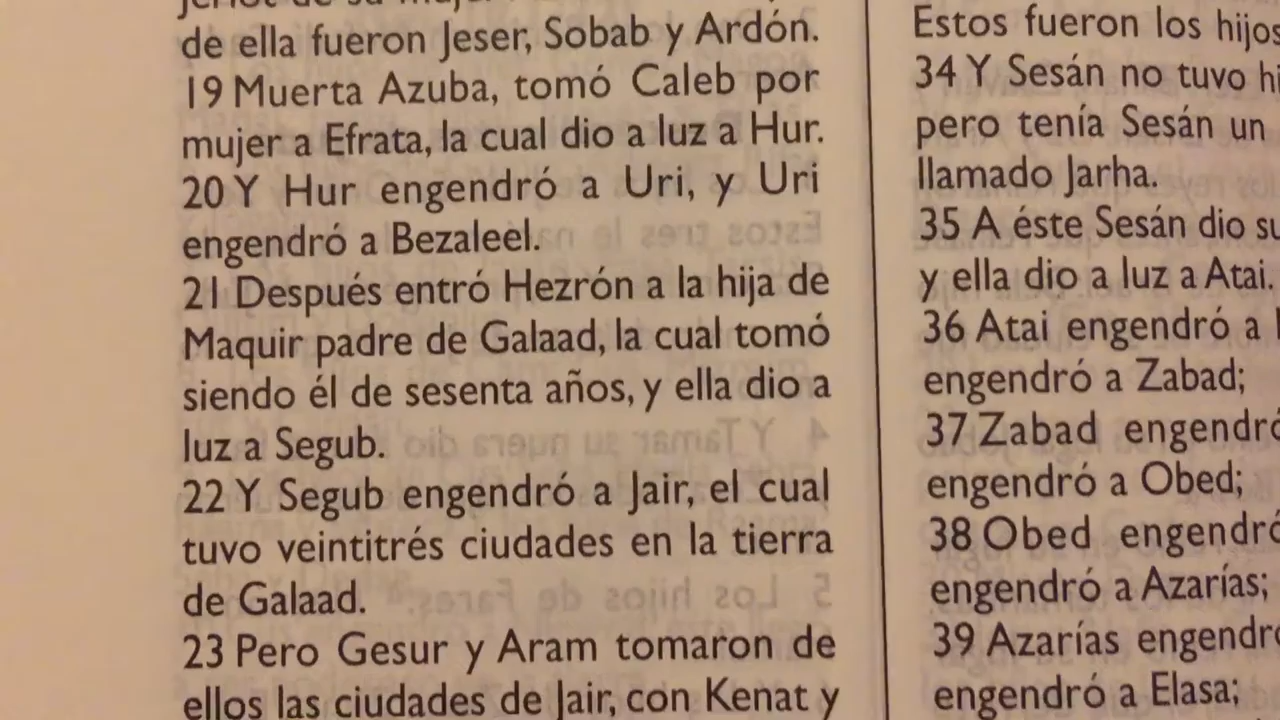 de ella fueron Jeser, Sobab y Ardón.
19 Muerta Azuba, tomó Caleb por
mujer a Efrata, la cual dio a luz a Hur.
20 Y Hur engendró a Uri, y Uri
engendró a Bezaleel.
21 Después entró Hezrón a la hija de
Maquir padre de Galaad, la cual tomó
siendo él de sesenta años, y ella dio a
luz a Segub.
22 Y Segub engendró a Jair, el cual
tuvo veintitrés ciudades en la tierra
de Galaad.
23 Pero Gesur y Aram tomaron de
ellos las ciudades de Jair, con Kenat y
Estos fueron los hijos
34 Y Sesán no tuvo
pero tenía Sesán un
llamado Jarha.
35 A éste Sesán dio
y ella dio a luz a Atai.
36 Atai engendró a
engendró a Zabad;
37 Zabad engendró
engendró a Obed;
38 Obed engendró
engendró a Azarías;
39 Azarías engendró
engendró a Elasa;